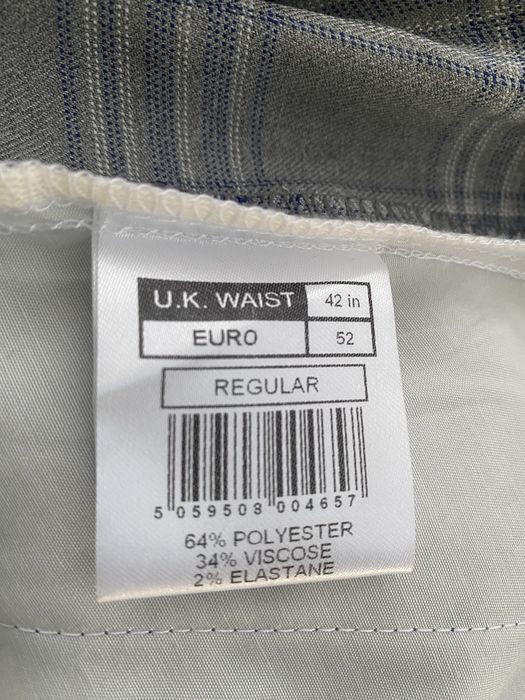 U.K. WAIST 42 in
EURO 52
REGULAR
5 059508 004657
64% POLYESTER
34% VISCOSE
2% ELASTANE